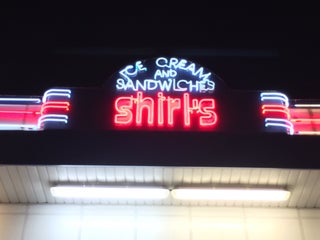 ICE CREAM
AND
SANDWICHES
shirl's